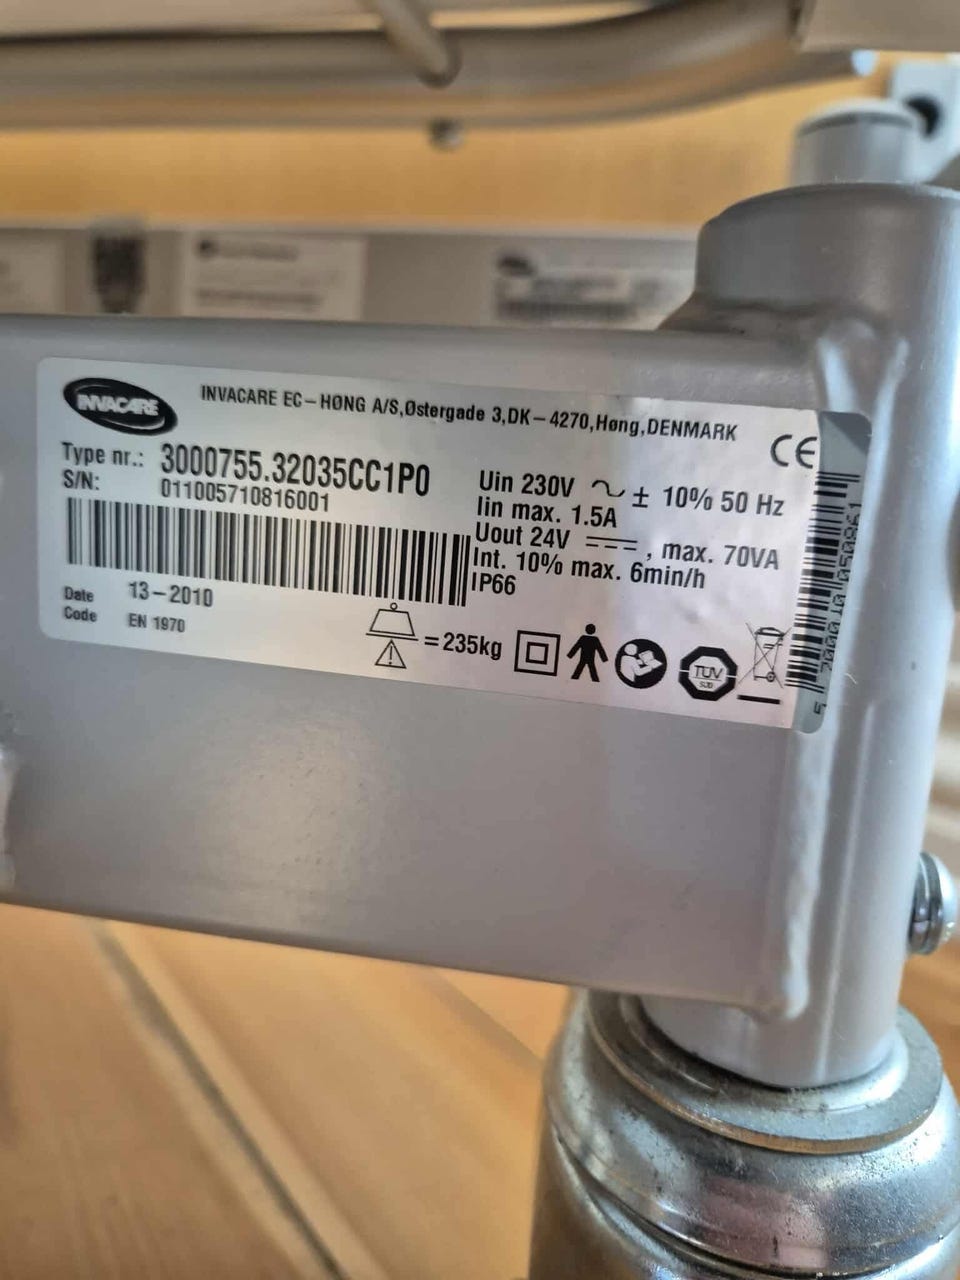 INVACARE
INVACARE EC-HØNG A/S,Østergade 3,DK-4270,Høng,DENMARK
CE
Type nr.: 3000755.32035CC1P0
S/N: 011005710816001
Uin 230V ~ ± 10% 50 Hz
Iin max. 1.5A
Uout 24V ⎓, max. 70VA
Int. 10% max. 6min/h
IP66
Date 13-2010
Code EN 1970
=235kg
TUV
SUD